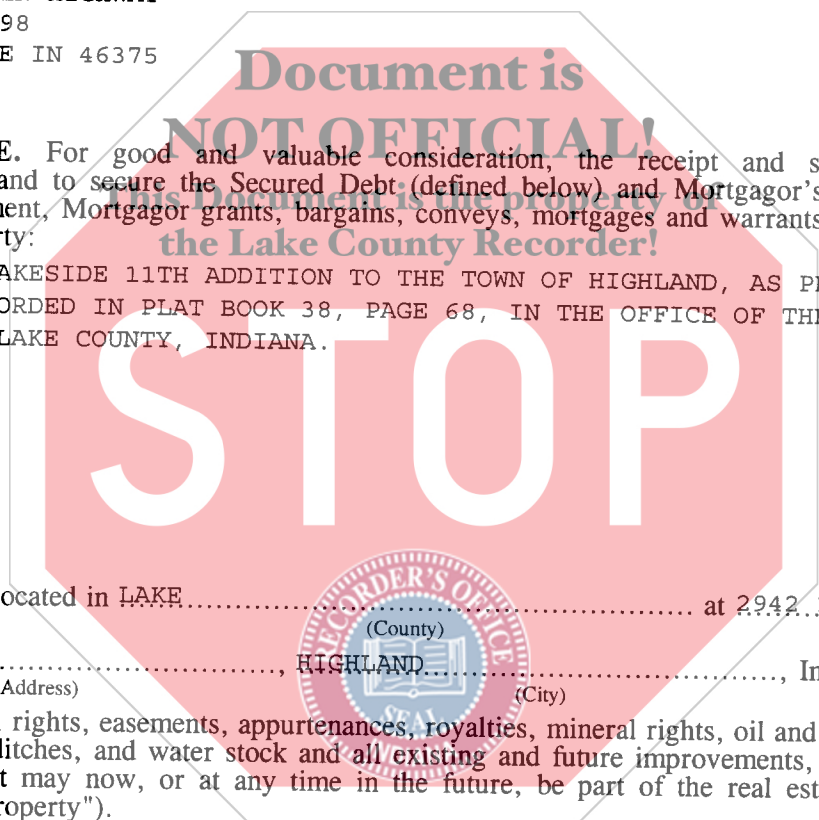 98
E IN 46375
Document is
NOT OFFICIAL!
This Document is the property of
the Lake County Recorder!
E. For good and valuable consideration, the receipt and s
and to secure the Secured Debt (defined below) and Mortgagor's
ent, Mortgagor grants, bargains, conveys, mortgages and warrants
rty:
AKESIDE 11TH ADDITION TO THE TOWN OF HIGHLAND, AS P
ORDED IN PLAT BOOK 38, PAGE 68, IN THE OFFICE OF THE
LAKE COUNTY, INDIANA.
STOP
ocated in LAKE at 2942
(County)
, HIGHLAND , In
Address) (City)
RECORDER'S OFFICE
SEAL
rights, easements, appurtenances, royalties, mineral rights, oil and
litches, and water stock and all existing and future improvements,
t may now, or at any time in the future, be part of the real est
roperty").